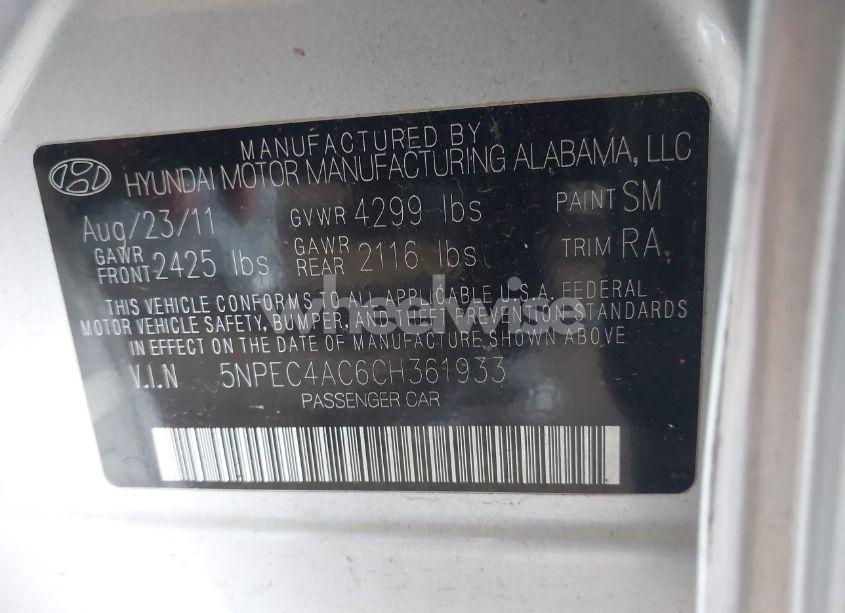 MANUFACTURED BY
HYUNDAI MOTOR MANUFACTURING ALABAMA, LLC
Aug/23/11 GVWR 4299 lbs PAINT SM
GAWR FRONT 2425 lbs GAWR REAR 2116 lbs TRIM RA
THIS VEHICLE CONFORMS TO ALL APPLICABLE U.S.A. FEDERAL
MOTOR VEHICLE SAFETY, BUMPER, AND THEFT PREVENTION STANDARDS
IN EFFECT ON THE DATE OF MANUFACTURE SHOWN ABOVE
V.I.N 5NPEC4AC6CH361933
PASSENGER CAR
wheelwise